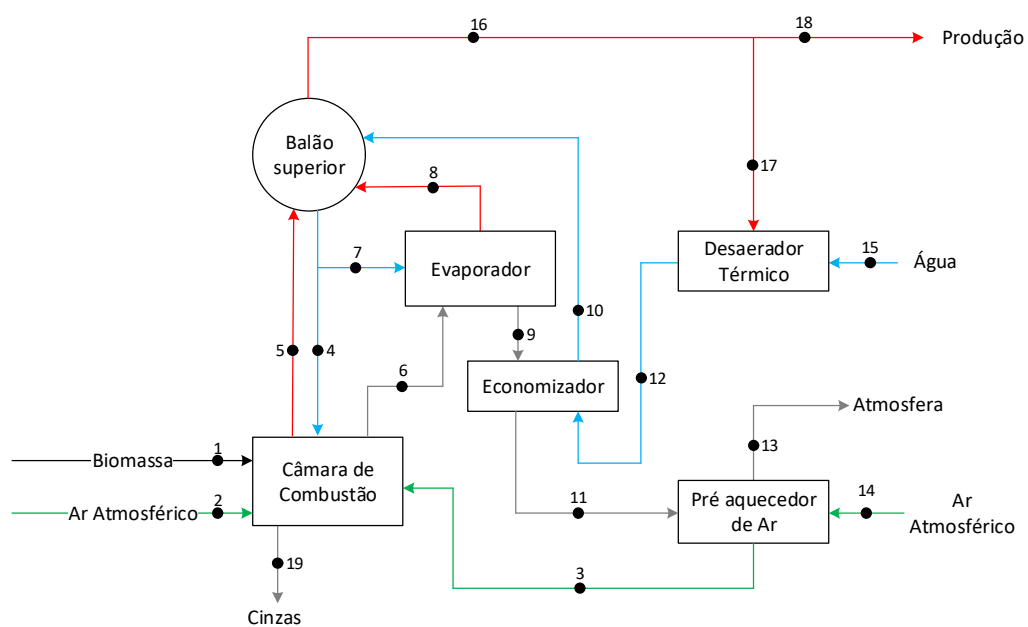 16
18
Produção
Balão
superior
8
17
7
Evaporador
Desaerador
Térmico
15
Água
10
9
5
4
6
Economizador
12
Atmosfera
13
Biomassa
1
Câmara de
Combustão
2
Ar Atmosférico
11
Pré aquecedor
de Ar
14
Ar
Atmosférico
19
3
Cinzas